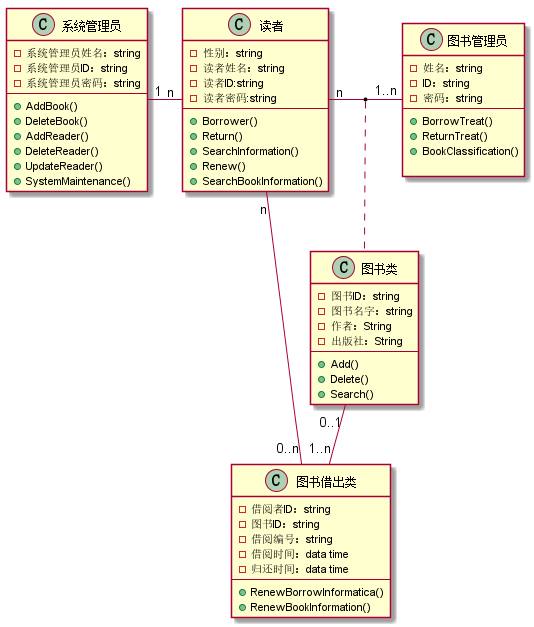 C 系统管理员
系统管理员姓名：string
系统管理员ID：string
系统管理员密码：string
AddBook()
DeleteBook()
AddReader()
DeleteReader()
UpdateReader()
SystemMaintenance()
1 n
C 读者
性别：string
读者姓名：string
读者ID:string
读者密码:string
Borrower()
Return()
SearchInformation()
Renew()
SearchBookInformation()
n 1..n
C 图书管理员
姓名：string
ID：string
密码：string
BorrowTreat()
ReturnTreat()
BookClassification()
n
C 图书类
图书ID：string
图书名字：string
作者：String
出版社：String
Add()
Delete()
Search()
0..1
0..n 1..n
C 图书借出类
借阅者ID：string
图书ID：string
借阅编号：string
借阅时间：data time
归还时间：data time
RenewBorrowInformatica()
RenewBookInformation()